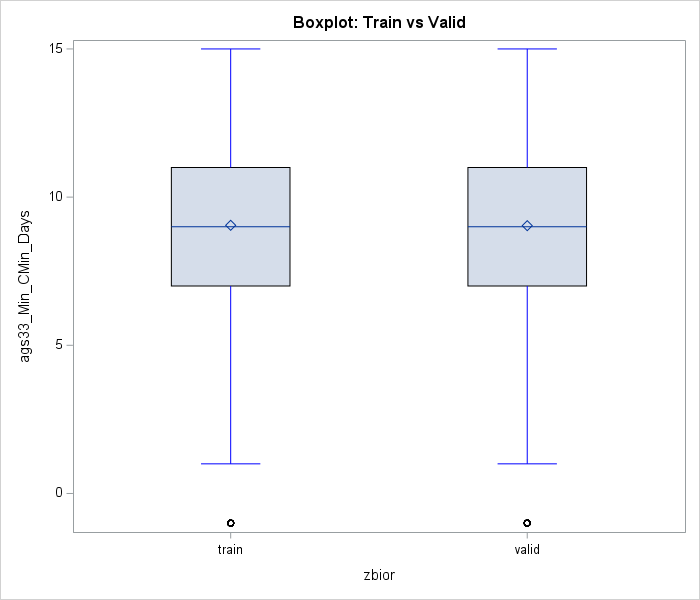 Boxplot: Train vs Valid
15
10
5
0
ags33_Min_CMin_Days
train
valid
zbior